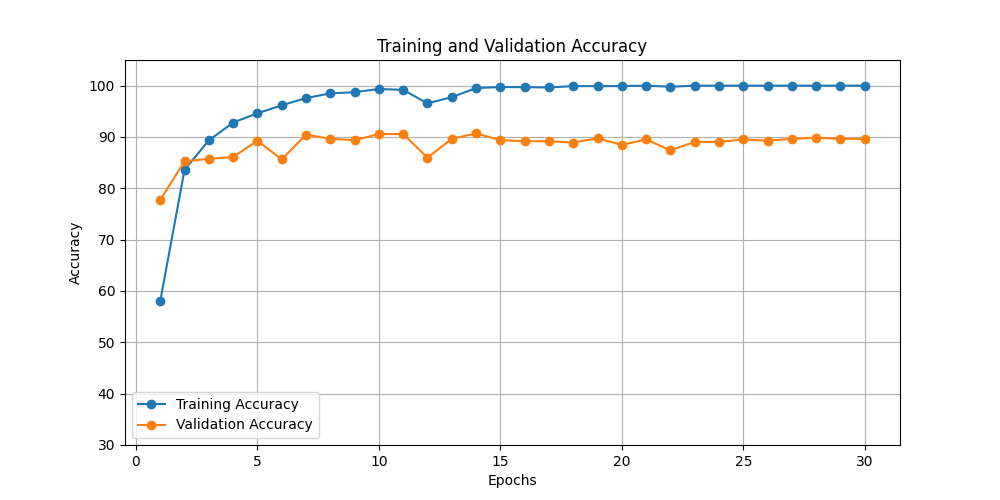 Training and Validation Accuracy
Accuracy
100
90
80
70
60
50
40
30
Training Accuracy
Validation Accuracy
0 5 10 15 20 25 30
Epochs